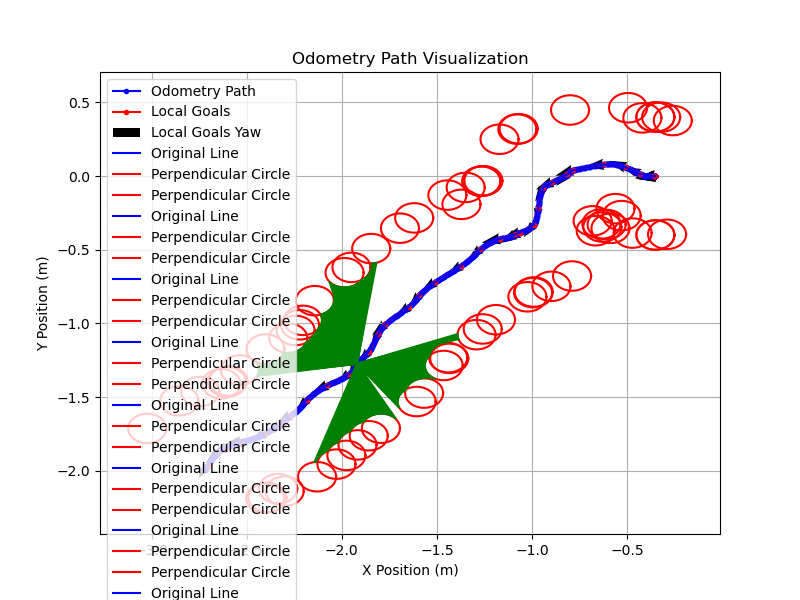 Odometry Path Visualization
Y Position (m)
0.5
0.0
−0.5
−1.0
−1.5
−2.0
Odometry Path
Local Goals
Local Goals Yaw
Original Line
Perpendicular Circle
Perpendicular Circle
Original Line
Perpendicular Circle
Perpendicular Circle
Original Line
Perpendicular Circle
Perpendicular Circle
Original Line
Perpendicular Circle
Perpendicular Circle
Original Line
Perpendicular Circle
Perpendicular Circle
Original Line
Perpendicular Circle
Perpendicular Circle
Original Line
Perpendicular Circle
Perpendicular Circle
Original Line
−2.0 −1.5 −1.0 −0.5
X Position (m)